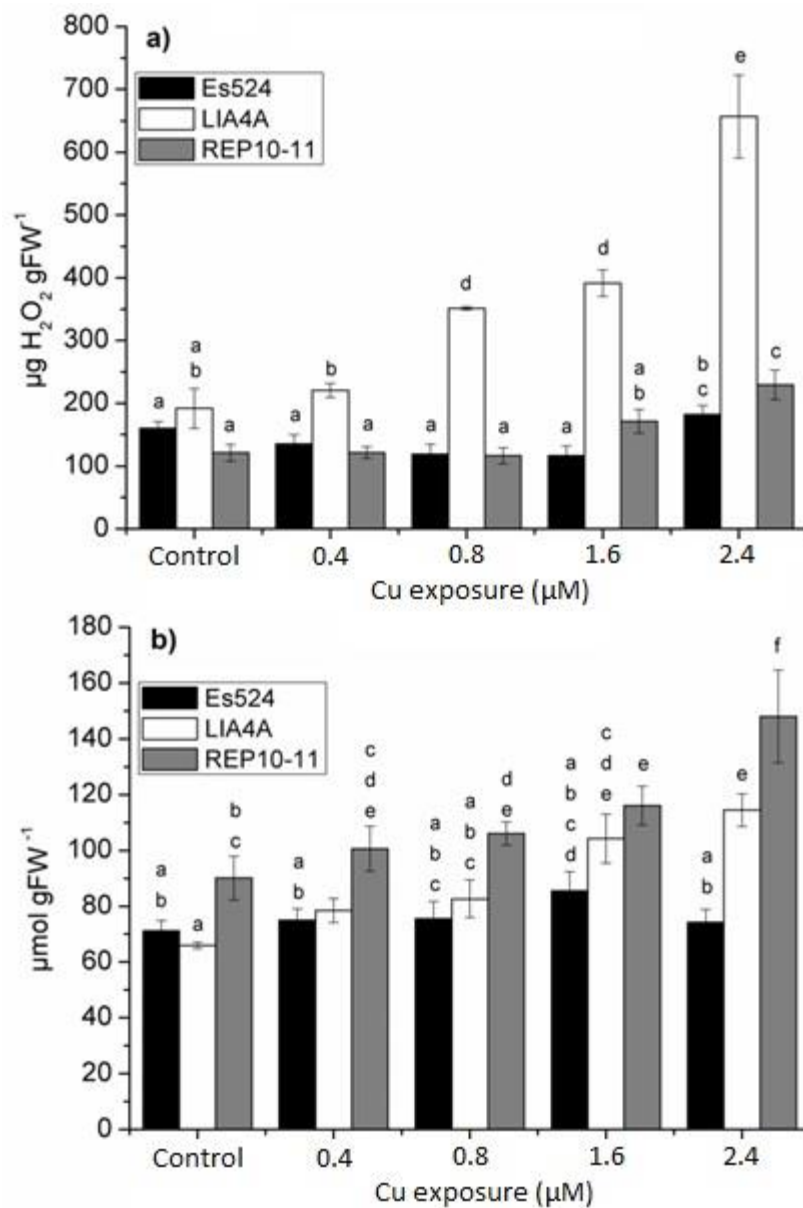 a)
800
700
600
500
400
300
200
100
0
µg H₂O₂ gFW⁻¹
Es524
LIA4A
REP10-11
a
a
b
a
a
b
a
a
d
a
a
d
a
b
b
c
e
c
Control 0.4 0.8 1.6 2.4
Cu exposure (µM)
b)
180
160
140
120
100
80
60
40
20
0
µmol gFW⁻¹
Es524
LIA4A
REP10-11
a
b
a
b
c
a
b
c
d
e
a
b
c
a
b
c
d
e
a
b
c
d
c
d
e
e
a
b
e
f
Control 0.4 0.8 1.6 2.4
Cu exposure (µM)